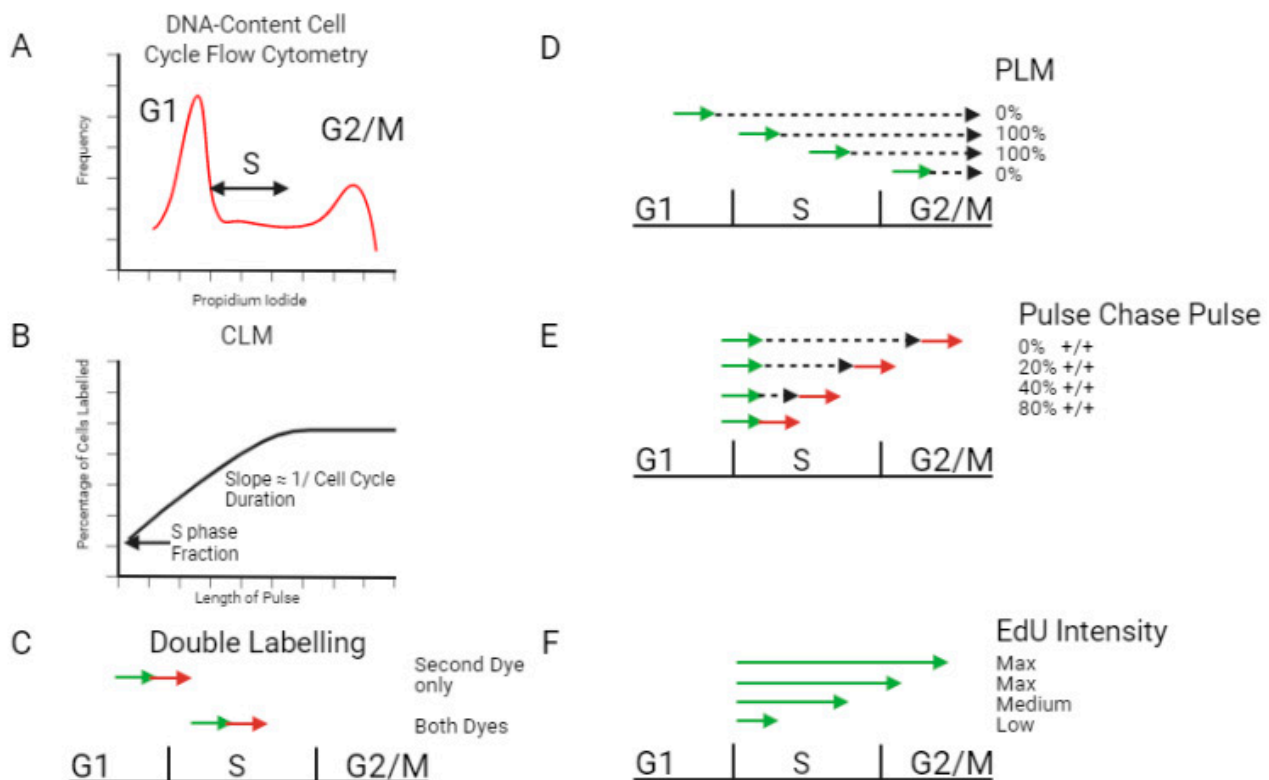 A
DNA-Content Cell
Cycle Flow Cytometry
G1
S
G2/M
Frequency
Propidium Iodide
B
CLM
Percentage of Cells Labelled
Slope ≈ 1/ Cell Cycle
Duration
S phase
Fraction
Length of Pulse
C
Double Labelling
Second Dye
only
Both Dyes
G1
S
G2/M
D
PLM
0%
100%
100%
0%
G1
S
G2/M
E
Pulse Chase Pulse
0% +/+
20% +/+
40% +/+
80% +/+
G1
S
G2/M
F
EdU Intensity
Max
Max
Medium
Low
G1
S
G2/M